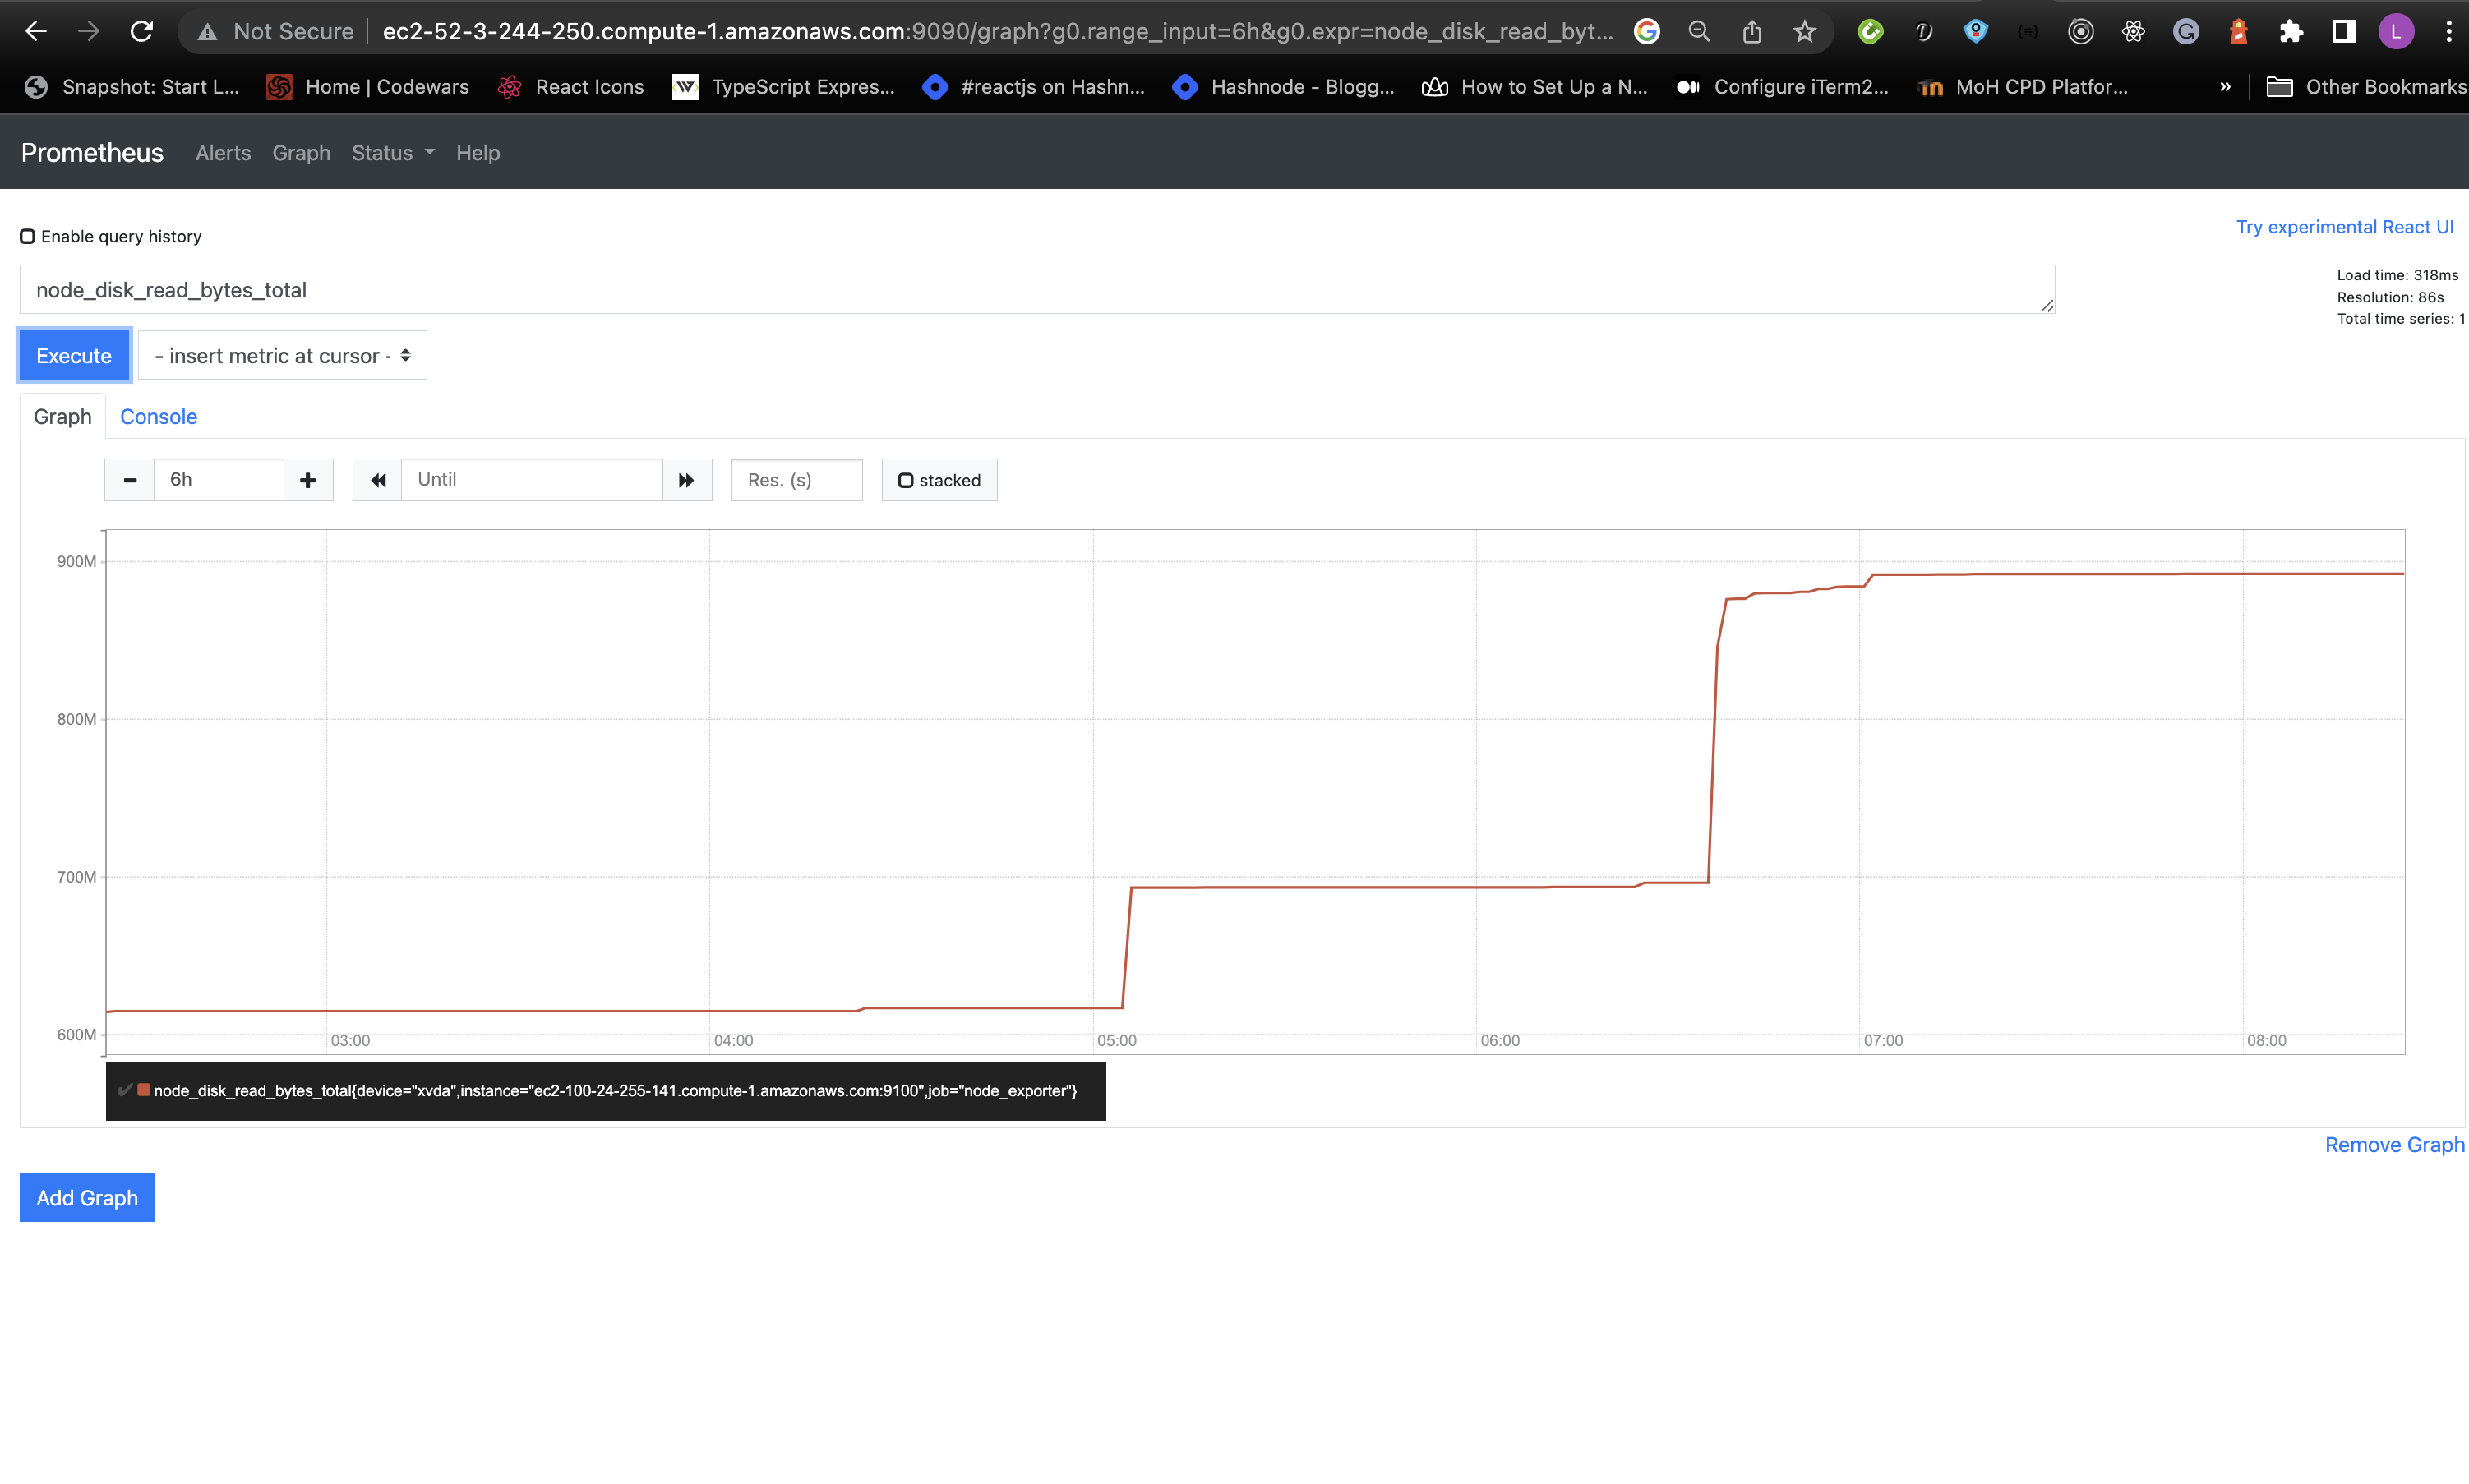 Not Secure ec2-52-3-244-250.compute-1.amazonaws.com:9090/graph?g0.range_input=6h&g0.expr=node_disk_read_byt... L
Snapshot: Start L... Home | Codewars React Icons TypeScript Expres... #reactjs on Hashn... Hashnode - Blogg... How to Set Up a N... Configure iTerm2... MoH CPD Platfor... » Other Bookmarks
Prometheus Alerts Graph Status Help
Try experimental React UI
Enable query history
node_disk_read_bytes_total
Load time: 318ms
Resolution: 86s
Total time series: 1
Execute - insert metric at cursor -
Graph Console
6h Until Res. (s) stacked
900M
800M
700M
600M
03:00 04:00 05:00 06:00 07:00 08:00
node_disk_read_bytes_total{device="xvda",instance="ec2-100-24-255-141.compute-1.amazonaws.com:9100",job="node_exporter"}
Remove Graph
Add Graph